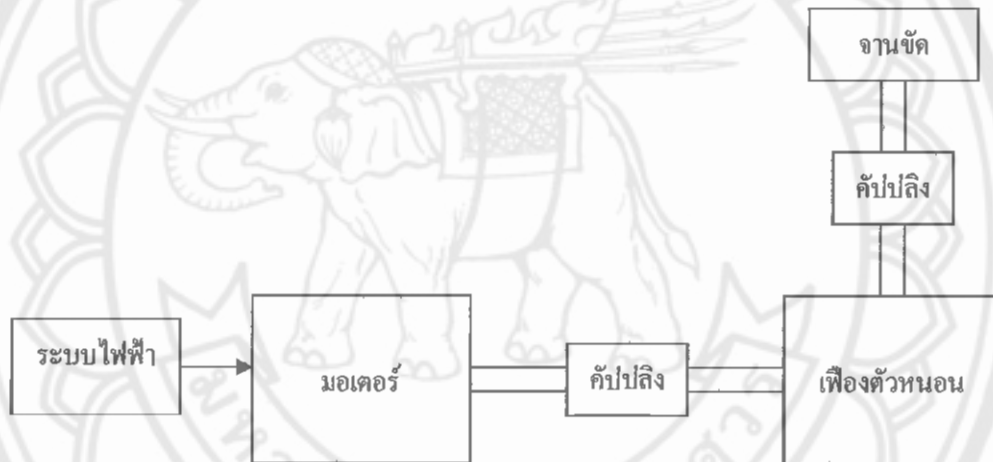 จานขัด
คัปปลิง
ระบบไฟฟ้า
มอเตอร์
คัปปลิง
เฟืองตัวหนอน